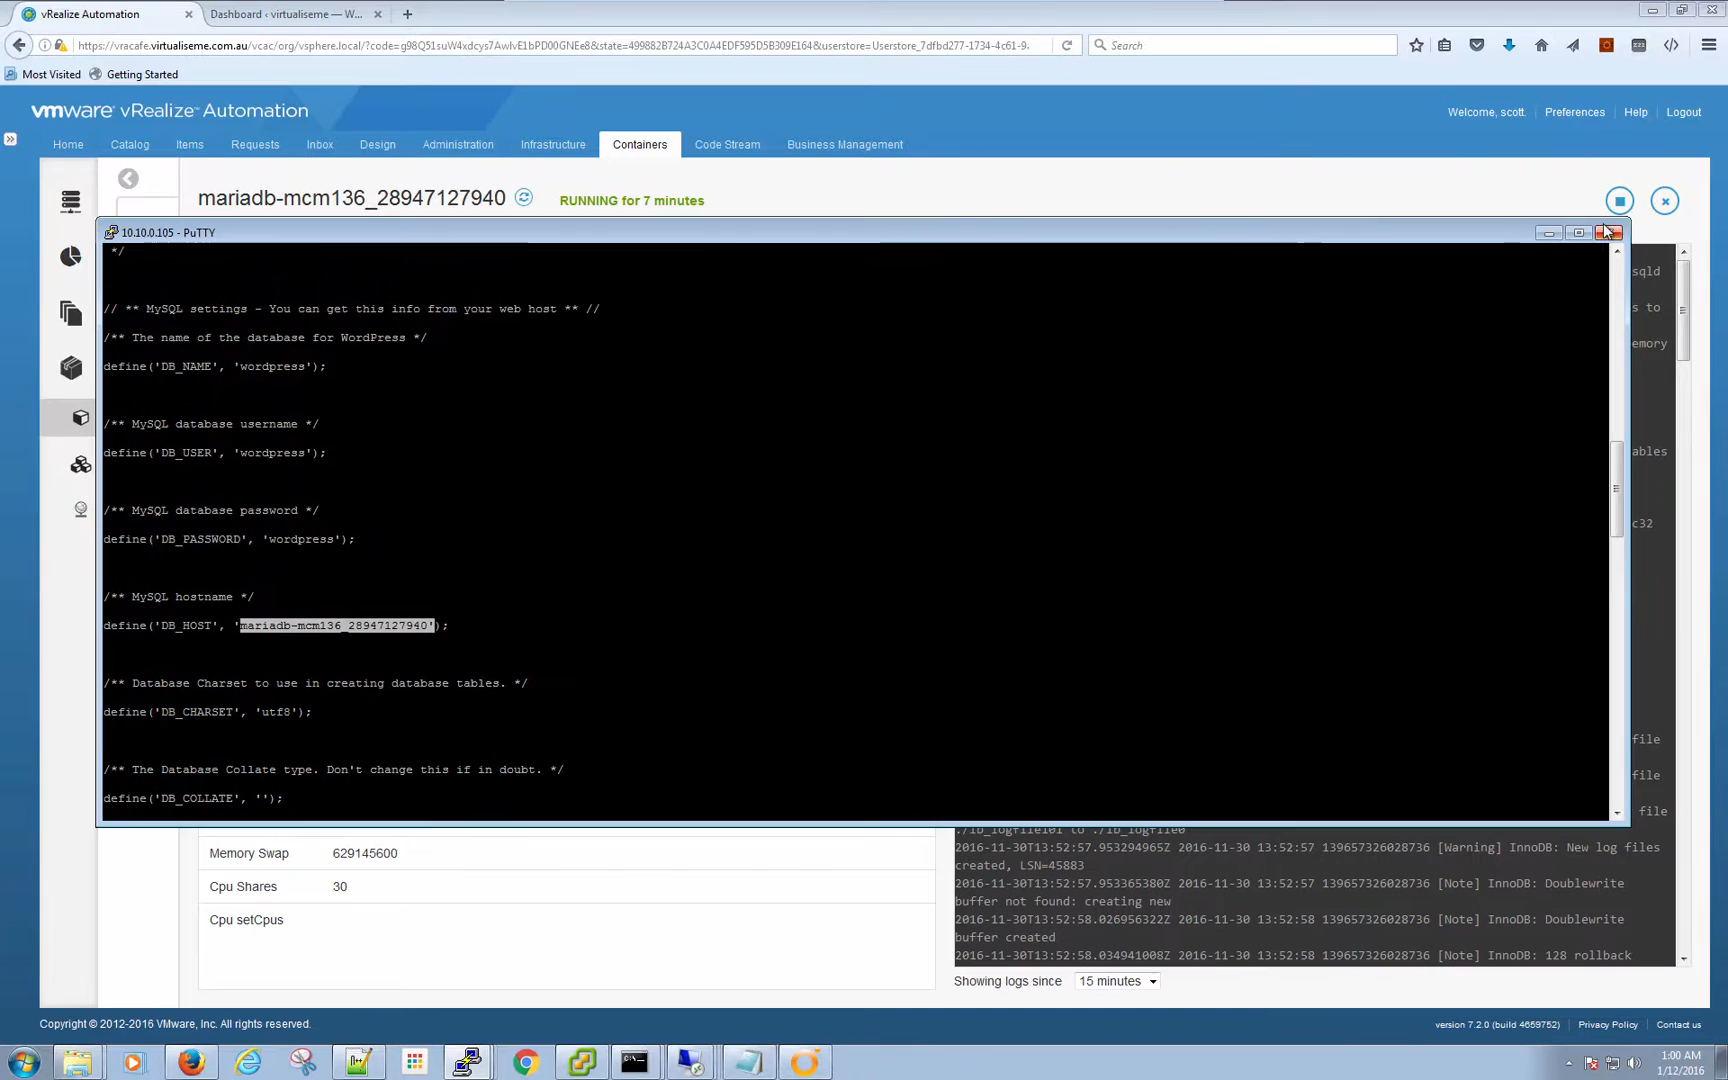 vRealize Automation
Dashboard ‹ virtualiseme — W...
https://vracafe.virtualiseme.com.au/vcac/org/vsphere.local/?code=g98Q51suW4xdcys7AwIvE1bPD00GNEe8&state=499882B724A3C0A4EDF595D5B309E164&userstore=Userstore_7dfbd277-1734-4c61-9
Search
Most Visited
Getting Started
vmware vRealize Automation
Welcome, scott.
Preferences
Help
Logout
Home
Catalog
Items
Requests
Inbox
Design
Administration
Infrastructure
Containers
Code Stream
Business Management
mariadb-mcm136_28947127940
RUNNING for 7 minutes
10.10.0.105 - PuTTY
*/
// ** MySQL settings - You can get this info from your web host ** //
/** The name of the database for WordPress */
define('DB_NAME', 'wordpress');
/** MySQL database username */
define('DB_USER', 'wordpress');
/** MySQL database password */
define('DB_PASSWORD', 'wordpress');
/** MySQL hostname */
define('DB_HOST', 'mariadb-mcm136_28947127940');
/** Database Charset to use in creating database tables. */
define('DB_CHARSET', 'utf8');
/** The Database Collate type. Don't change this if in doubt. */
define('DB_COLLATE', '');
sqld
s to
emory
ables
c32
file
file
file
Memory Swap
629145600
Cpu Shares
30
Cpu setCpus
./ib_logfile101 to ./ib_logfile0
2016-11-30T13:52:57.953294965Z 2016-11-30 13:52:57 139657326028736 [Warning] InnoDB: New log files
created, LSN=45883
2016-11-30T13:52:57.953365380Z 2016-11-30 13:52:57 139657326028736 [Note] InnoDB: Doublewrite
buffer not found: creating new
2016-11-30T13:52:58.026956322Z 2016-11-30 13:52:58 139657326028736 [Note] InnoDB: Doublewrite
buffer created
2016-11-30T13:52:58.034941008Z 2016-11-30 13:52:58 139657326028736 [Note] InnoDB: 128 rollback
Showing logs since
15 minutes
Copyright © 2012-2016 VMware, Inc. All rights reserved.
version 7.2.0 (build 4659752)
Privacy Policy
Contact us
1:00 AM
1/12/2016